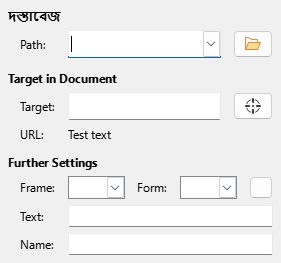 দস্তাবেজ
Path:
Target in Document
Target:
URL: Test text
Further Settings
Frame: Form:
Text:
Name: